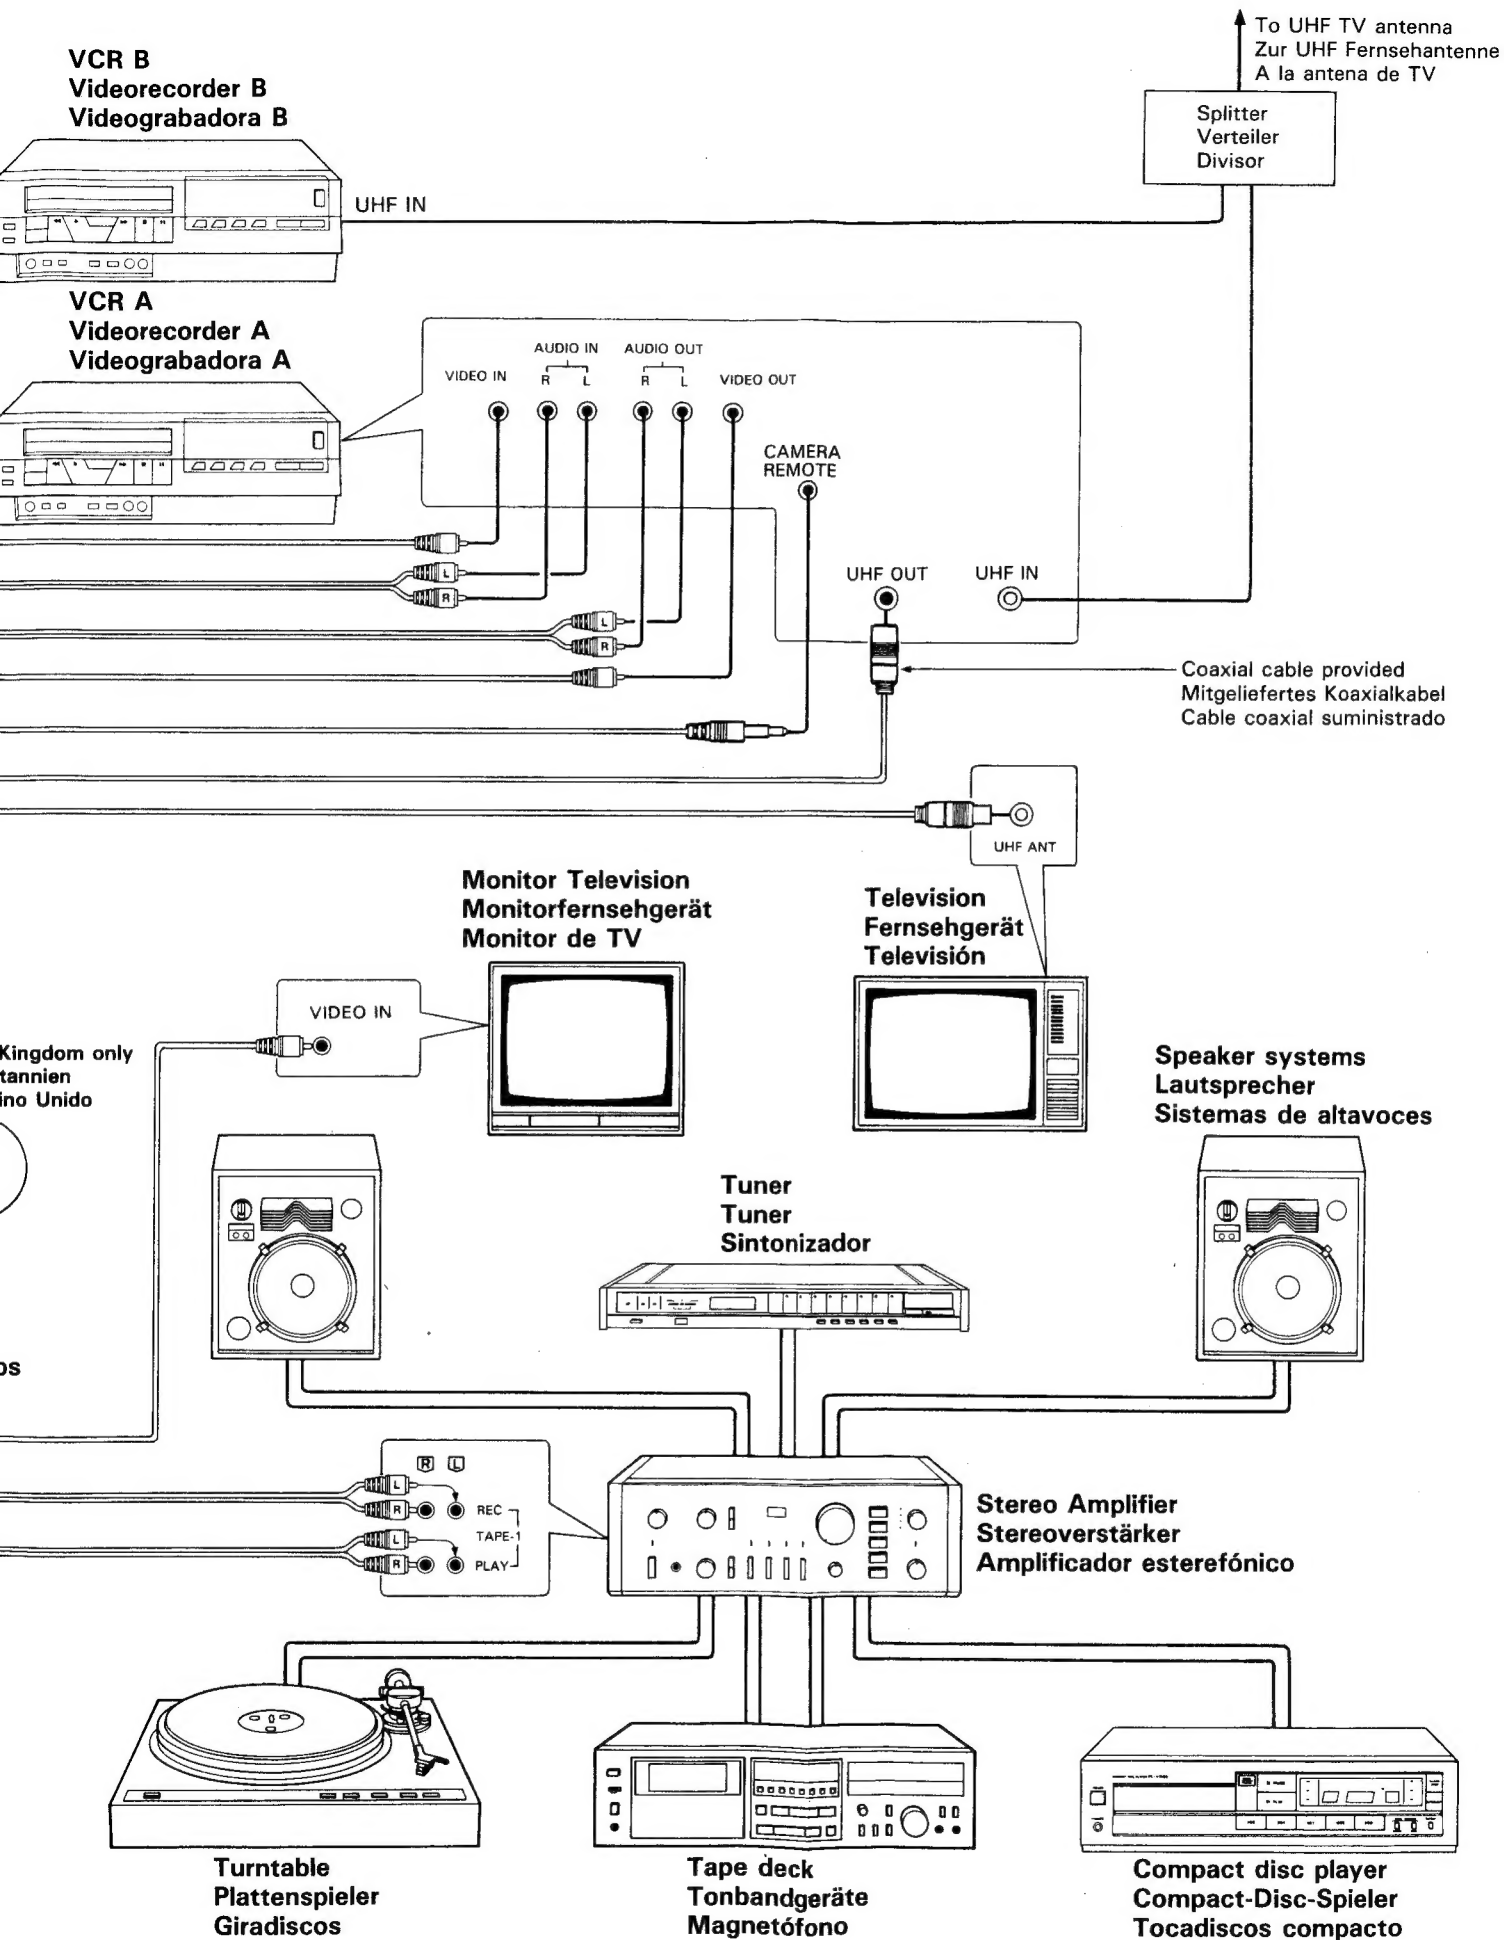 To UHF TV antenna
Zur UHF Fernsehantenne
A la antena de TV
VCR B
Videorecorder B
Videograbadora B
Splitter
Verteiler
Divisor
UHF IN
VCR A
Videorecorder A
Videograbadora A
AUDIO IN
AUDIO OUT
VIDEO IN
R
L
R
L
VIDEO OUT
CAMERA
REMOTE
L
R
UHF OUT
UHF IN
L
R
Coaxial cable provided
Mitgeliefertes Koaxialkabel
Cable coaxial suministrado
UHF ANT
Monitor Television
Monitorfernsehgerät
Monitor de TV
Television
Fernsehgerät
Televisión
VIDEO IN
Kingdom only
tannien
ino Unido
Speaker systems
Lautsprecher
Sistemas de altavoces
Tuner
Tuner
Sintonizador
os
R L
L
R
REC
TAPE-1
L
R
PLAY
Stereo Amplifier
Stereoverstärker
Amplificador esterefónico
Turntable
Plattenspieler
Giradiscos
Tape deck
Tonbandgeräte
Magnetófono
Compact disc player
Compact-Disc-Spieler
Tocadiscos compacto